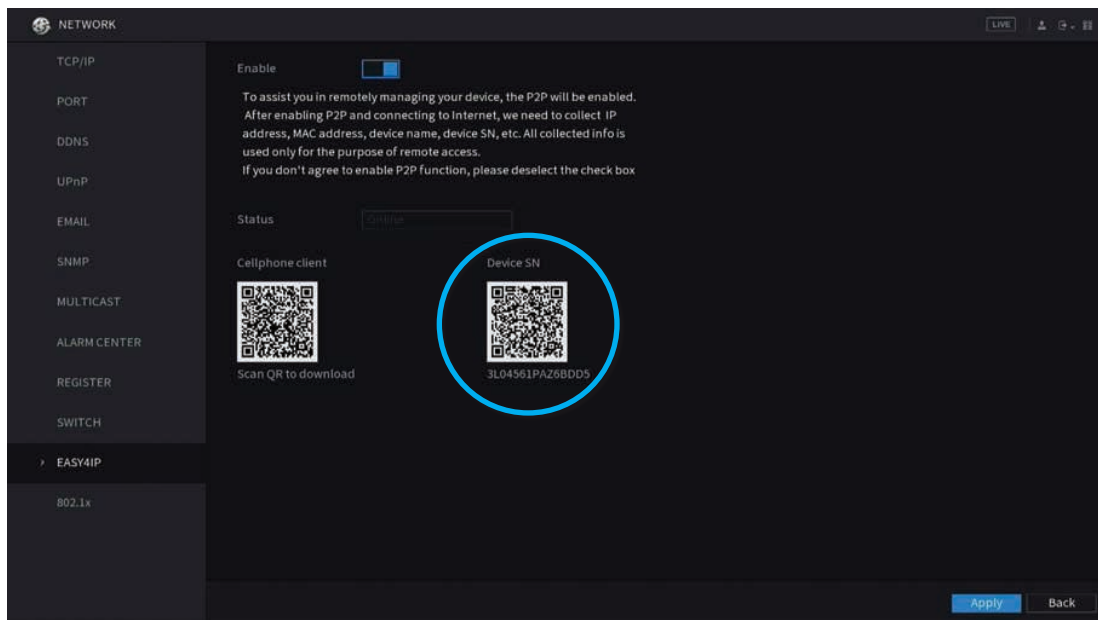 NETWORK
LIVE
TCP/IP
PORT
DDNS
UPnP
EMAIL
SNMP
MULTICAST
ALARM CENTER
REGISTER
SWITCH
EASY4IP
802.1x
Enable
To assist you in remotely managing your device, the P2P will be enabled.
After enabling P2P and connecting to Internet, we need to collect IP
address, MAC address, device name, device SN, etc. All collected info is
used only for the purpose of remote access.
If you don't agree to enable P2P function, please deselect the check box
Status
Online
Cellphone client
Device SN
Scan QR to download
3L04561PAZ6BDD5
Apply
Back